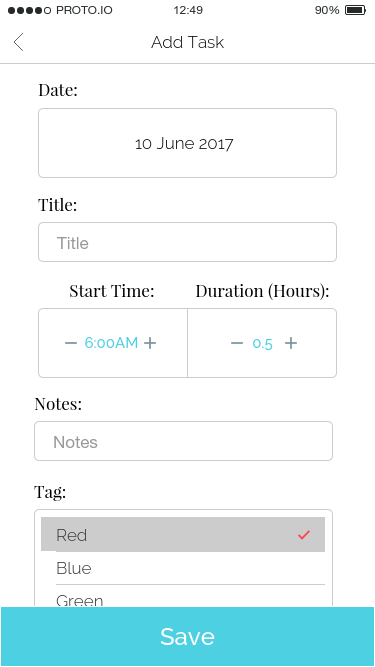 PROTO.IO 12:49 90%
Add Task
Date:
10 June 2017
Title:
Title
Start Time: Duration (Hours):
6:00AM 0.5
Notes:
Notes
Tag:
Red
Blue
Green
Save